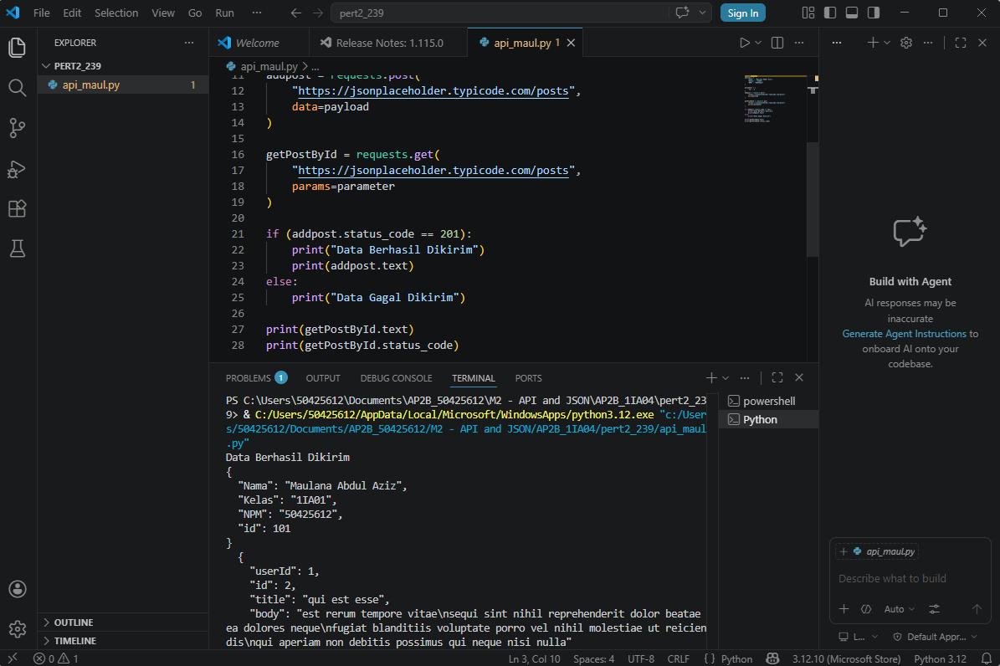 File Edit Selection View Go Run ··· pert2_239 Sign In
EXPLORER ···
Welcome
Release Notes: 1.115.0
api_maul.py 1
PERT2_239
api_maul.py 1
api_maul.py > ...
11 addpost = requests.post(
12 "https://jsonplaceholder.typicode.com/posts",
13 data=payload
14 )
15
16 getPostById = requests.get(
17 "https://jsonplaceholder.typicode.com/posts",
18 params=parameter
19 )
20
21 if (addpost.status_code == 201):
22 print("Data Berhasil Dikirim")
23 print(addpost.text)
24 else:
25 print("Data Gagal Dikirim")
26
27 print(getPostById.text)
28 print(getPostById.status_code)
PROBLEMS 1 OUTPUT DEBUG CONSOLE TERMINAL PORTS
PS C:\Users\50425612\Documents\AP2B_50425612\M2 - API and JSON\AP2B_1IA04\pert2_23
9> & C:/Users/50425612/AppData/Local/Microsoft/WindowsApps/python3.12.exe "c:/User
s/50425612/Documents/AP2B_50425612/M2 - API and JSON/AP2B_1IA04/pert2_239/api_maul
.py"
Data Berhasil Dikirim
{
"Nama": "Maulana Abdul Aziz",
"Kelas": "1IA01",
"NPM": "50425612",
"id": 101
}
{
"userId": 1,
"id": 2,
"title": "qui est esse",
"body": "est rerum tempore vitae\nsequi sint nihil reprehenderit dolor beatae
ea dolores neque\nfugiat blanditiis voluptate porro vel nihil molestiae ut reicien
dis\nqui aperiam non debitis possimus qui neque nisi nulla"
powershell
Python
Build with Agent
AI responses may be
inaccurate
Generate Agent Instructions to
onboard AI onto your
codebase.
api_maul.py
Describe what to build
Auto
L... Default Appr...
OUTLINE
TIMELINE
0 1 Ln 3, Col 10 Spaces: 4 UTF-8 CRLF { } Python 3.12.10 (Microsoft Store) Python 3.12